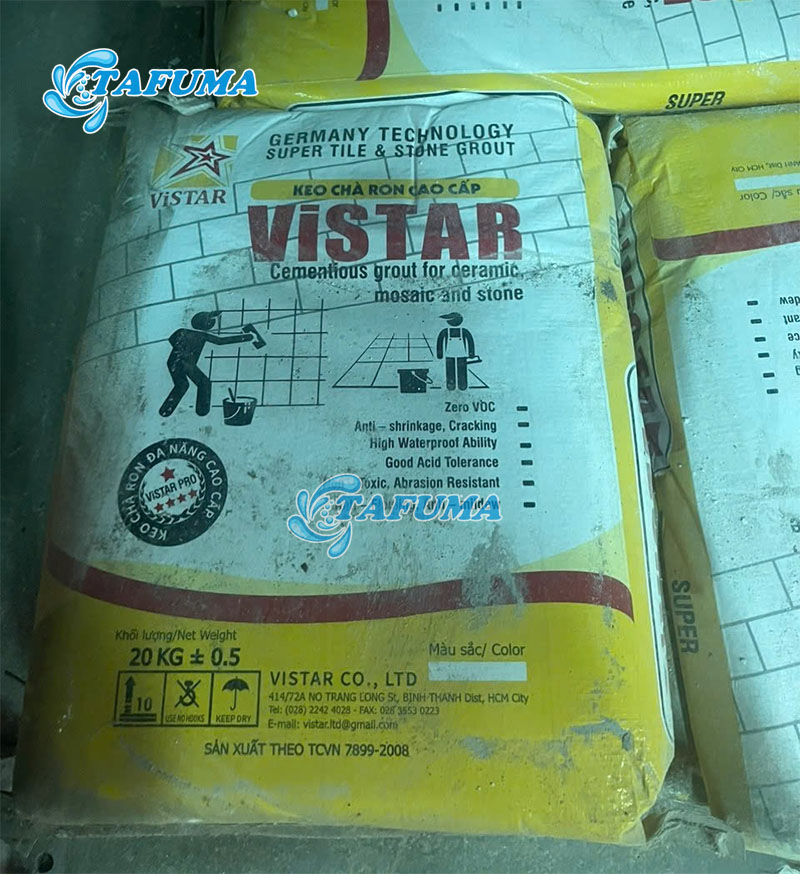 TAFUMA
SUPER
GERMANY TECHNOLOGY
SUPER TILE & STONE GROUT
ViSTAR
KEO CHÀ RON CAO CẤP
ViSTAR
Cementious grout for ceramic,
mosaic and stone
Zero VOC
Anti – shrinkage, Cracking
High Waterproof Ability
Good Acid Tolerance
Abrasion Resistant
KEO CHÀ RON ĐA NĂNG CAO CẤP
ViSTAR PRO
TAFUMA
Khối lượng/Net Weight
20 KG ± 0.5
Màu sắc/ Color
10
USE NO HOOKS
KEEP DRY
VISTAR CO., LTD
414/72A NO TRANG LONG St, BINH THANH Dist, HCM City
Tel: (028) 2242 4028 - FAX: 028 3553 0223
E-mail: vistar.ltd@gmail.com
SẢN XUẤT THEO TCVN 7899-2008
Dist, HCM City
sắc/ Color
SUPER